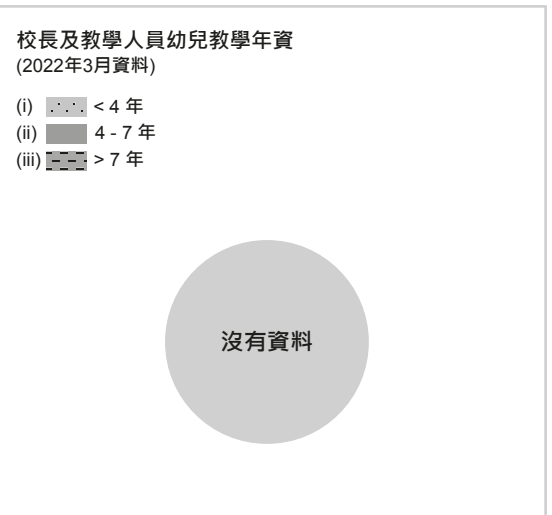 校長及教學人員幼兒教學年資
(2022年3月資料)
(i) < 4 年
(ii) 4 - 7 年
(iii) > 7 年
沒有資料